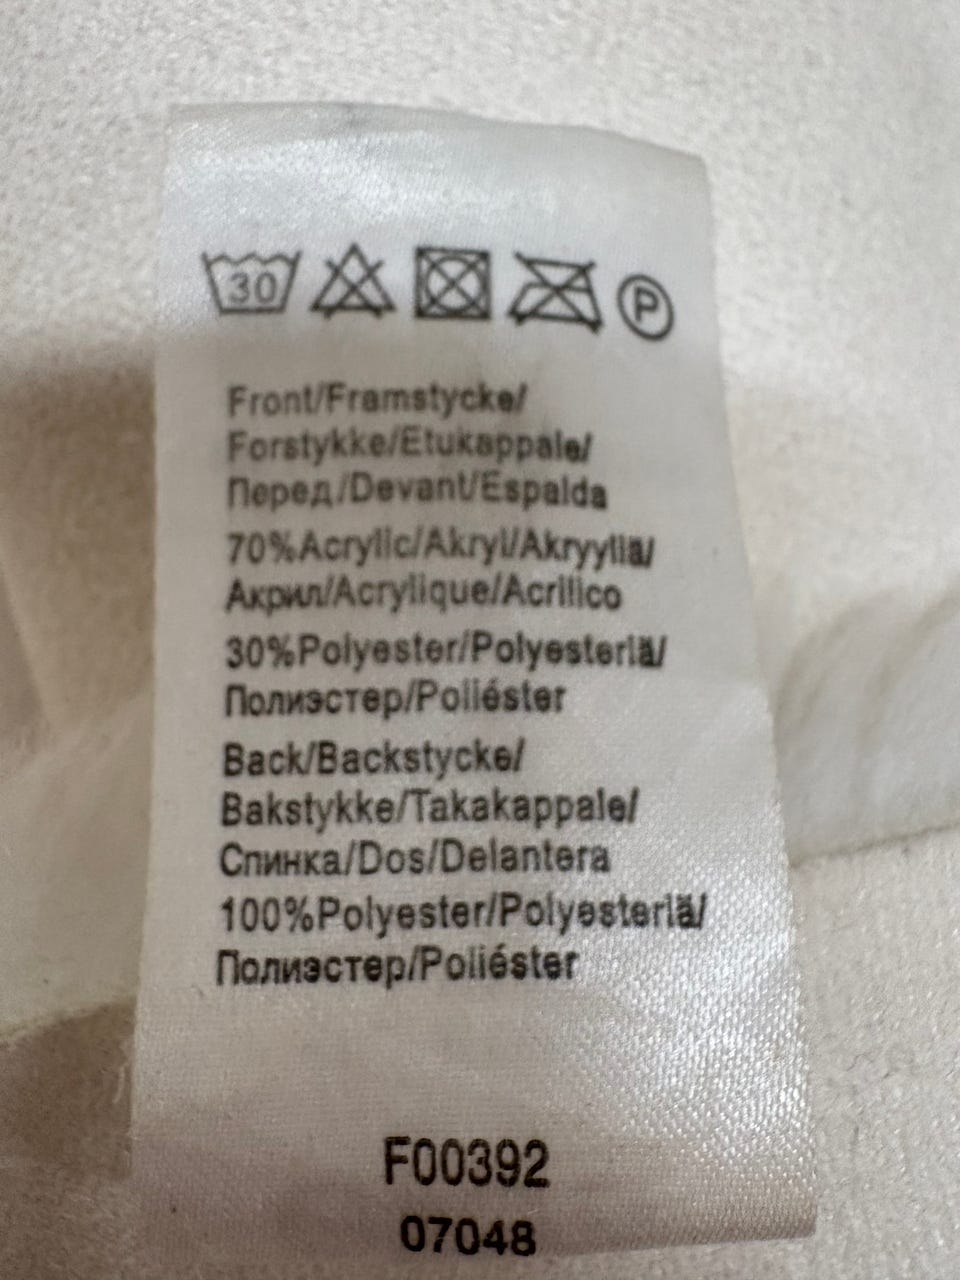 30
P
Front/Framstycke/
Forstykke/Etukappale/
Перед/Devant/Espalda
70%Acrylic/Akryl/Akryyliä/
Акрил/Acrylique/Acrilico
30%Polyester/Polyesteriä/
Полиэстер/Poliéster
Back/Backstycke/
Bakstykke/Takakappale/
Спинка/Dos/Delantera
100%Polyester/Polyesteriä/
Полиэстер/Poliéster
F00392
07048